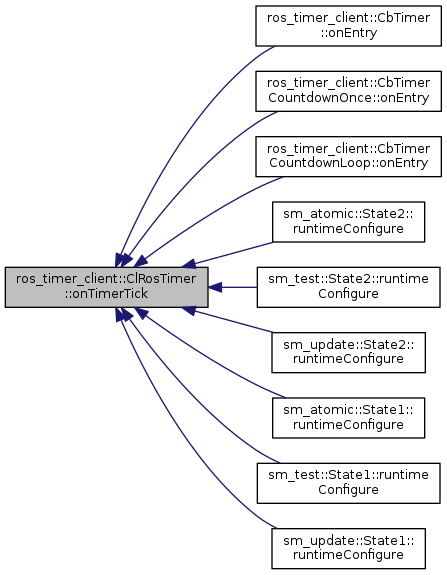 ros_timer_client::CbTimer
::onEntry
ros_timer_client::CbTimer
CountdownOnce::onEntry
ros_timer_client::CbTimer
CountdownLoop::onEntry
sm_atomic::State2::
runtimeConfigure
ros_timer_client::ClRosTimer
::onTimerTick
sm_test::State2::runtime
Configure
sm_update::State2::
runtimeConfigure
sm_atomic::State1::
runtimeConfigure
sm_test::State1::runtime
Configure
sm_update::State1::
runtimeConfigure